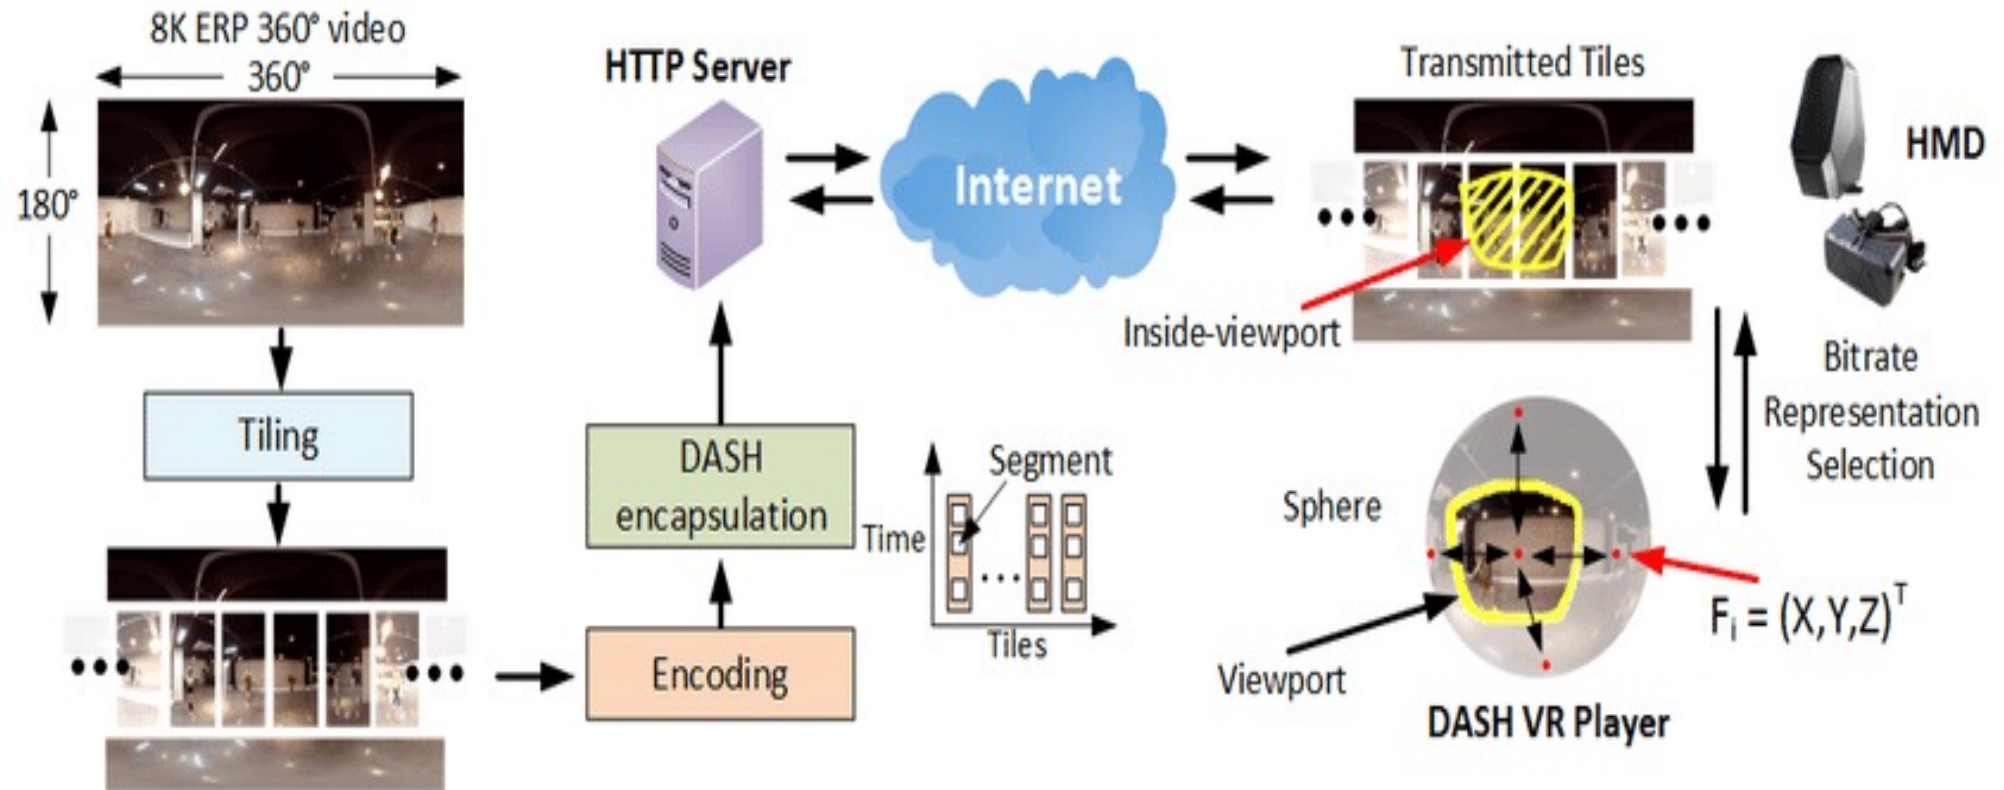 8K ERP 360° video
360°
180°
Tiling
HTTP Server
Internet
DASH
encapsulation
Encoding
Segment
Time
Tiles
Transmitted Tiles
HMD
Inside-viewport
Bitrate
Representation
Selection
Sphere
Viewport
Fi = (X,Y,Z)T
DASH VR Player